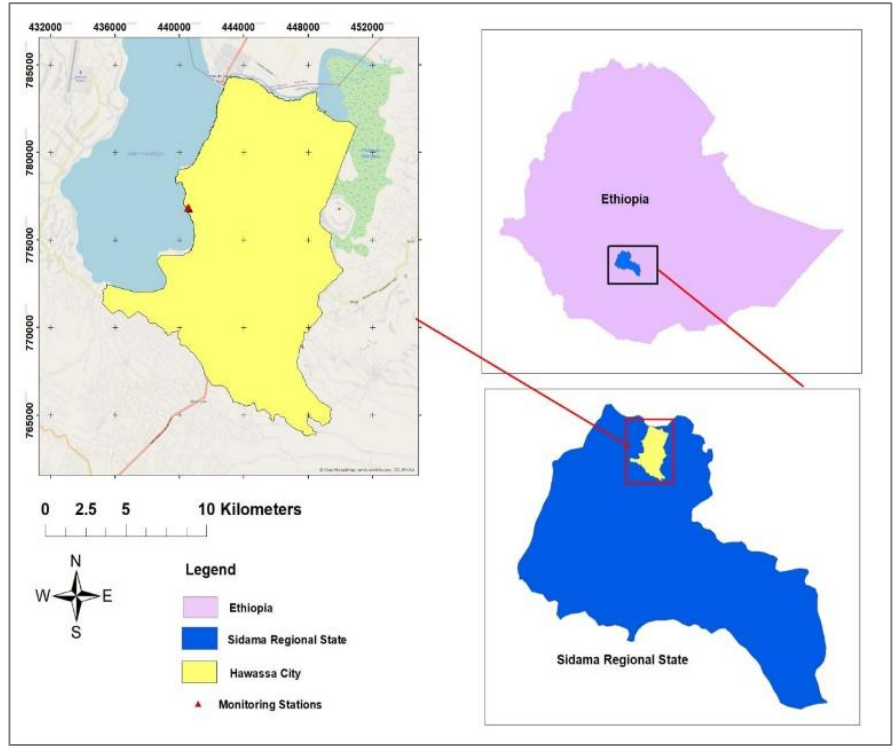 432000 436000 440000 444000 448000 452000
785000
780000
775000
770000
765000
0 2.5 5 10 Kilometers
N
W E
S
Legend
Ethiopia
Sidama Regional State
Hawassa City
Monitoring Stations
Ethiopia
Sidama Regional State